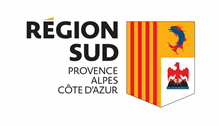 RÉGION
SUD
PROVENCE
ALPES
CÔTE D'AZUR